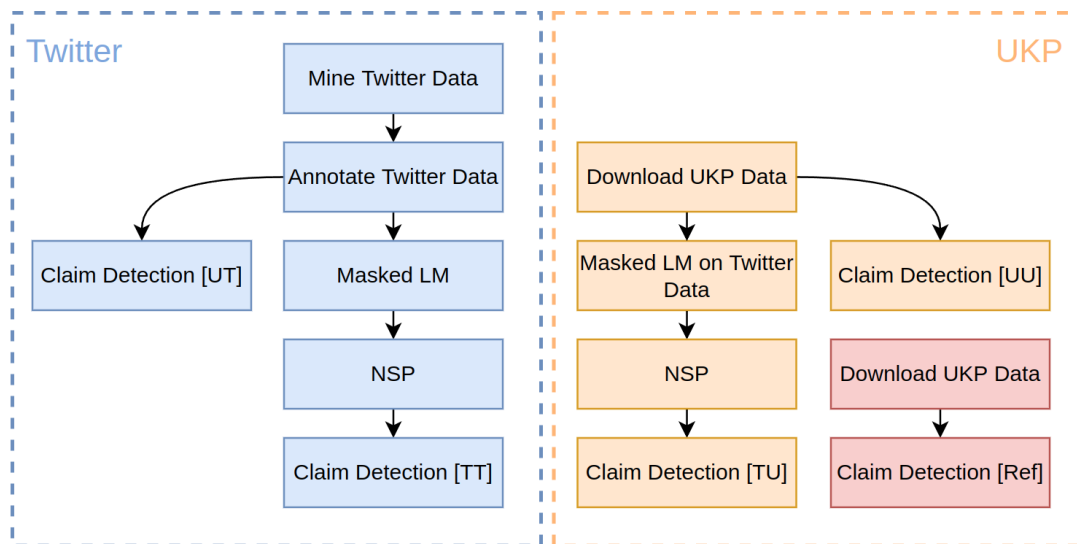 Twitter
Mine Twitter Data
Annotate Twitter Data
Claim Detection [UT]
Masked LM
NSP
Claim Detection [TT]
UKP
Download UKP Data
Masked LM on Twitter
Data
Claim Detection [UU]
NSP
Download UKP Data
Claim Detection [TU]
Claim Detection [Ref]